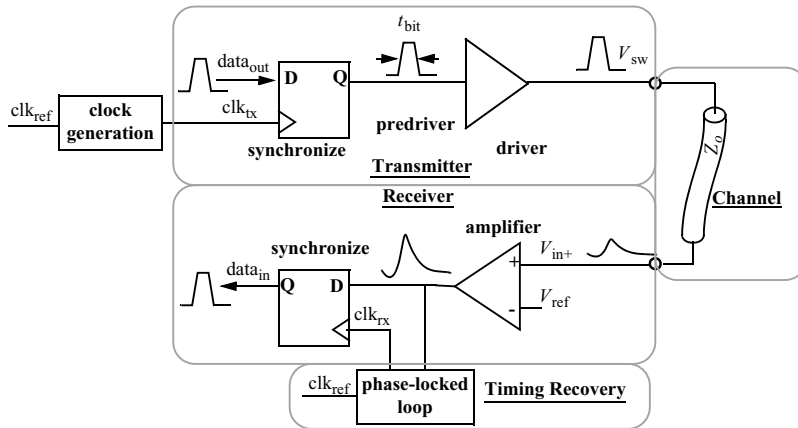 t_bit
data_out
D
Q
V_sw
clk_ref
clock
generation
clk_tx
predriver
synchronize
driver
Transmitter
Z_o
Receiver
Channel
amplifier
synchronize
V_in+
data_in
Q
D
+
clk_rx
-
V_ref
clk_ref
phase-locked
loop
Timing Recovery